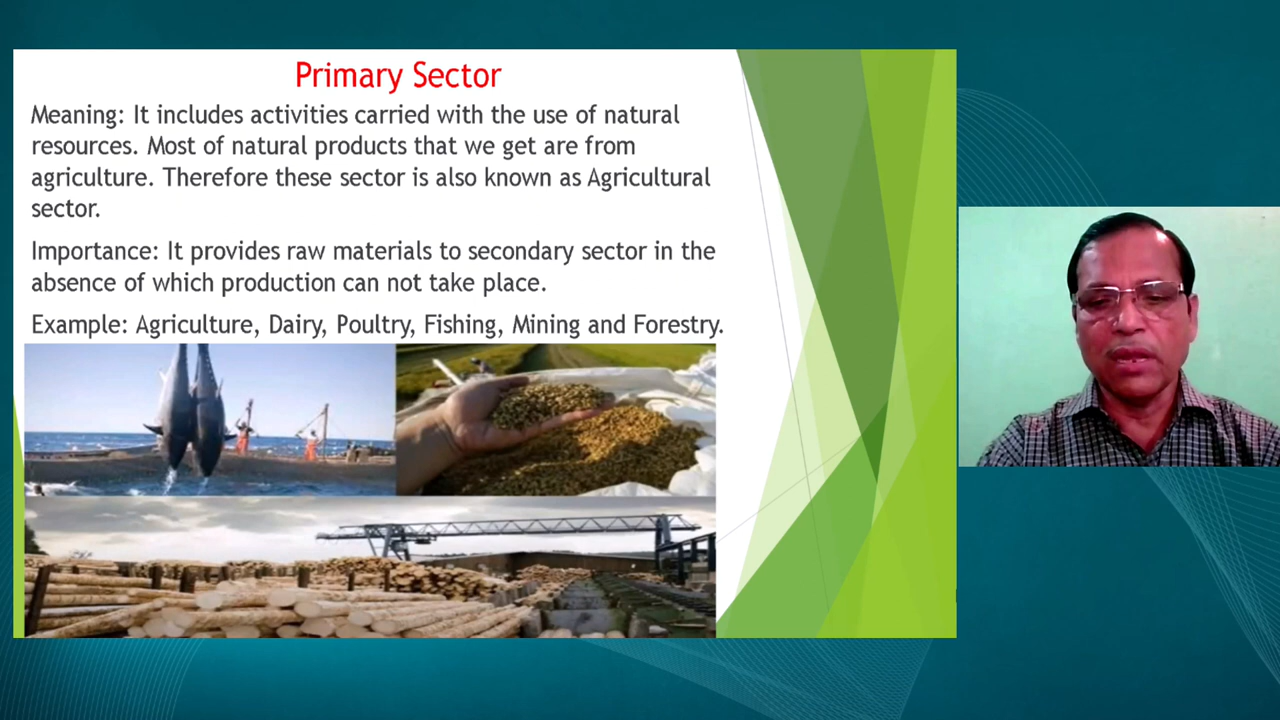 Primary Sector
Meaning: It includes activities carried with the use of natural
resources. Most of natural products that we get are from
agriculture. Therefore these sector is also known as Agricultural
sector.
Importance: It provides raw materials to secondary sector in the
absence of which production can not take place.
Example: Agriculture, Dairy, Poultry, Fishing, Mining and Forestry.